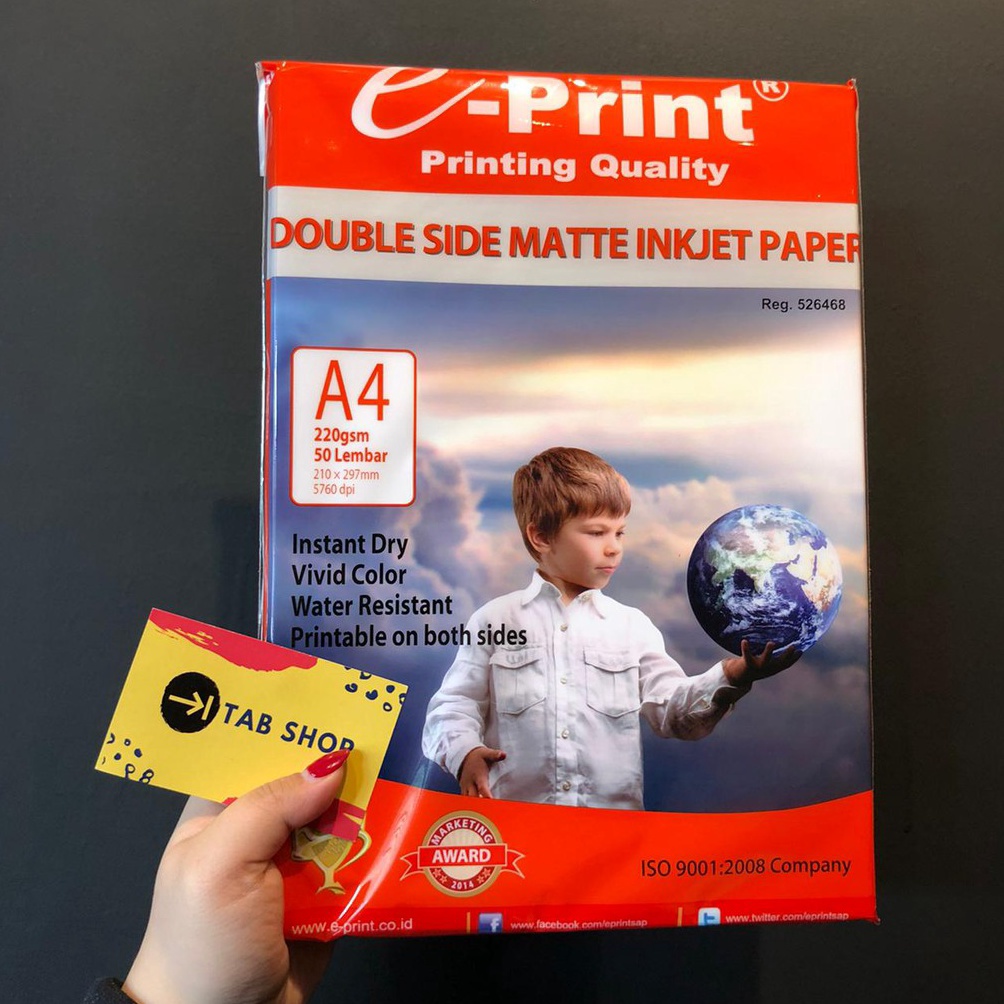 e-Print®
Printing Quality
DOUBLE SIDE MATTE INKJET PAPER
Reg. 526468
A4
220gsm
50 Lembar
210 x 297mm
5760 dpi
Instant Dry
Vivid Color
Water Resistant
Printable on both sides
TAB SHOP
MARKETING
AWARD
2014
ISO 9001:2008 Company
www.e-print.co.id
www.facebook.com/eprintsap
www.twitter.com/eprintsap